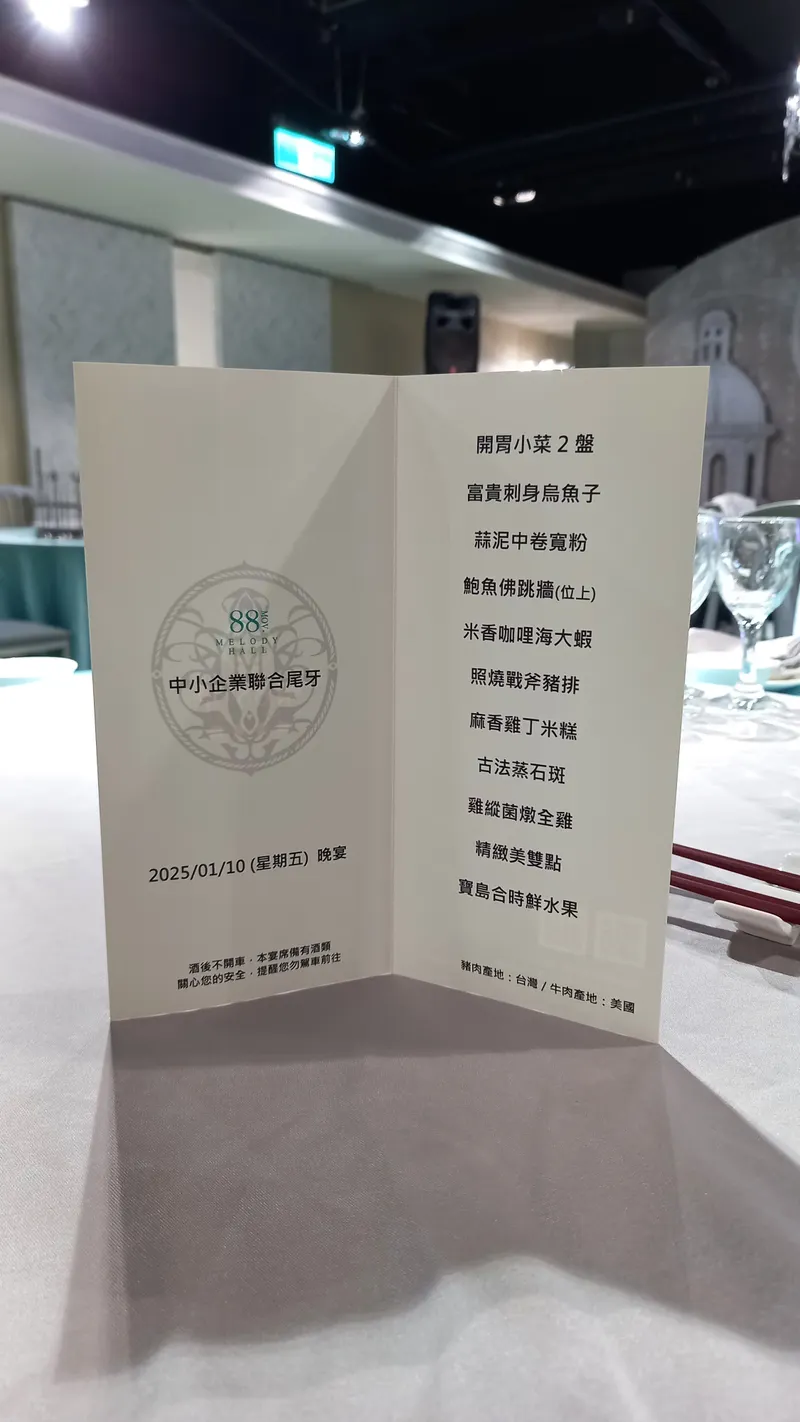 88 MOV.
MELODY
HALL
中小企業聯合尾牙
2025/01/10 (星期五) 晚宴
酒後不開車，本宴席備有酒類
關心您的安全，提醒您勿駕車前往
開胃小菜 2 盤
富貴刺身烏魚子
蒜泥中卷寬粉
鮑魚佛跳牆(位上)
米香咖哩海大蝦
照燒戰斧豬排
麻香雞丁米糕
古法蒸石斑
雞縱菌燉全雞
精緻美雙點
寶島合時鮮水果
豬肉產地：台灣 / 牛肉產地：美國